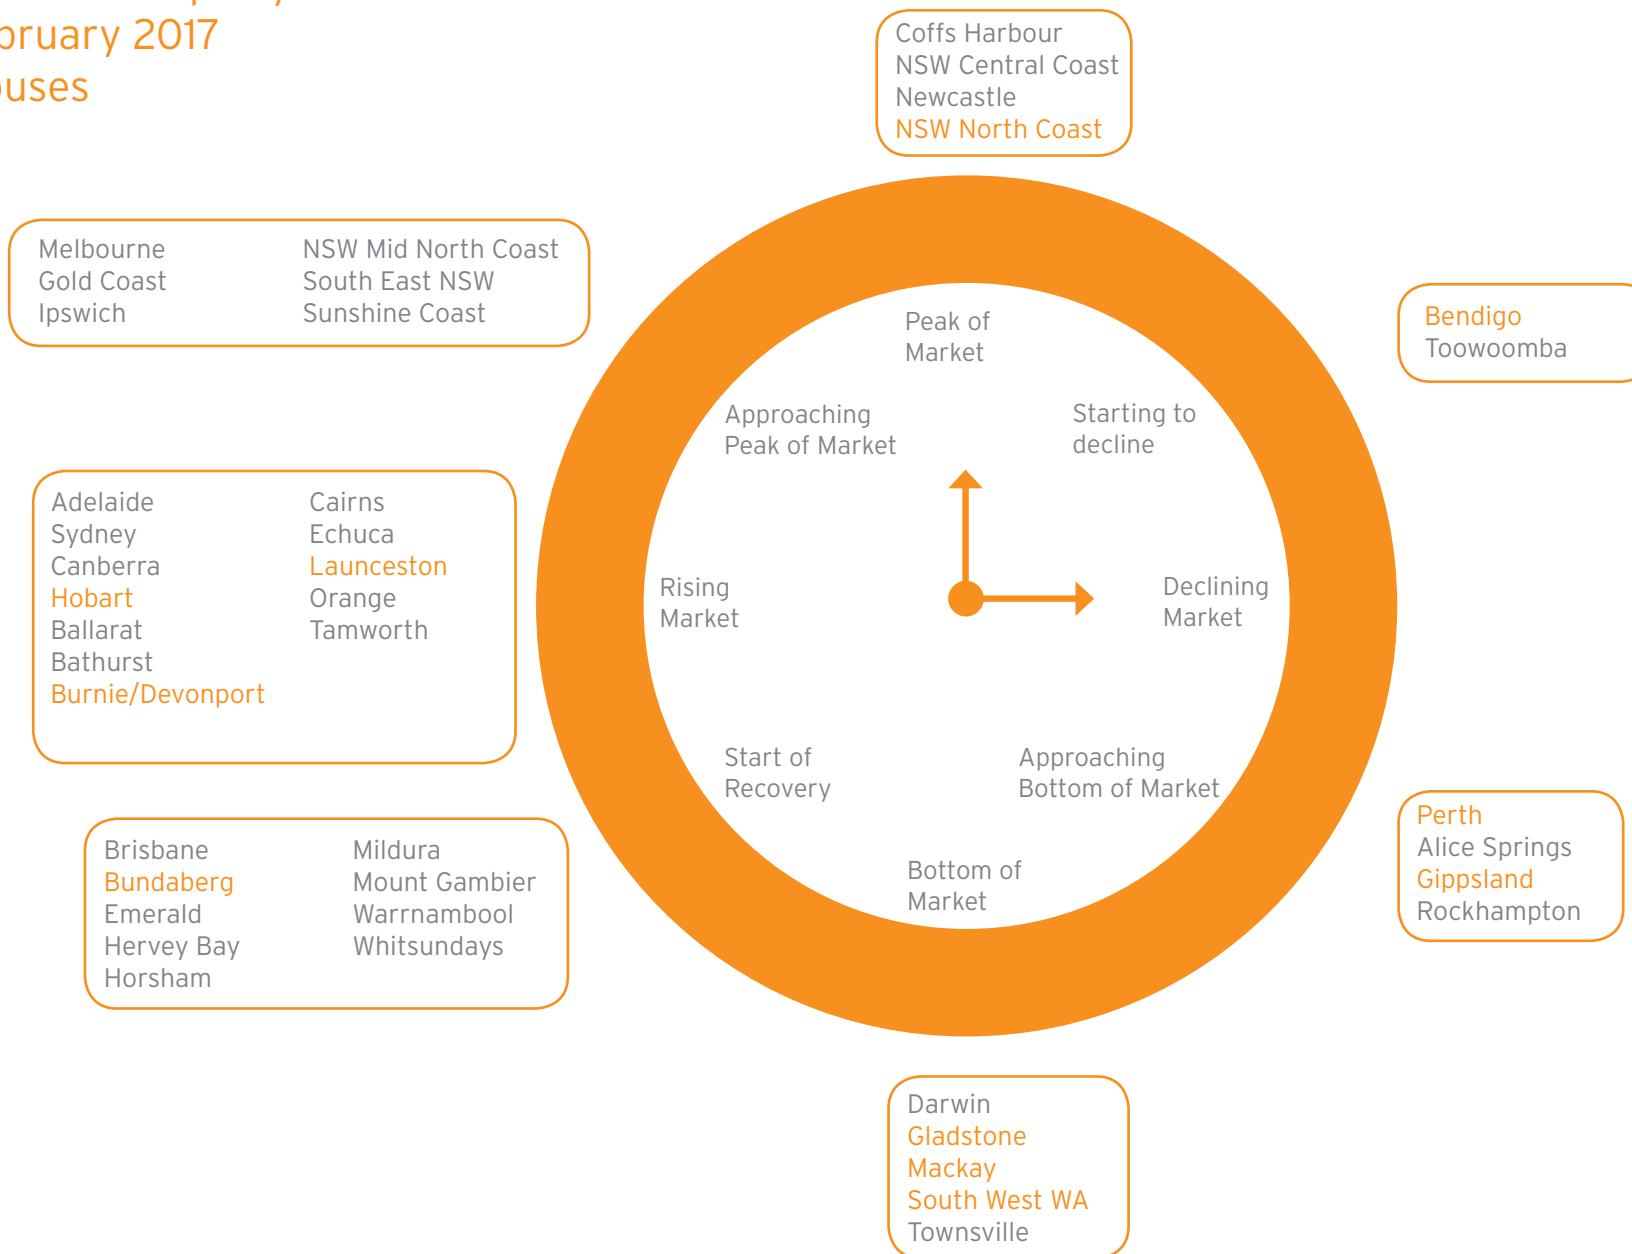 February 2017
Houses
Coffs Harbour
NSW Central Coast
Newcastle
NSW North Coast
Melbourne
Gold Coast
Ipswich
NSW Mid North Coast
South East NSW
Sunshine Coast
Bendigo
Toowoomba
Peak of
Market
Approaching
Peak of Market
Starting to
decline
Adelaide
Sydney
Canberra
Hobart
Ballarat
Bathurst
Burnie/Devonport
Cairns
Echuca
Launceston
Orange
Tamworth
Rising
Market
Declining
Market
Start of
Recovery
Approaching
Bottom of Market
Bottom of
Market
Brisbane
Bundaberg
Emerald
Hervey Bay
Horsham
Mildura
Mount Gambier
Warrnambool
Whitsundays
Perth
Alice Springs
Gippsland
Rockhampton
Darwin
Gladstone
Mackay
South West WA
Townsville